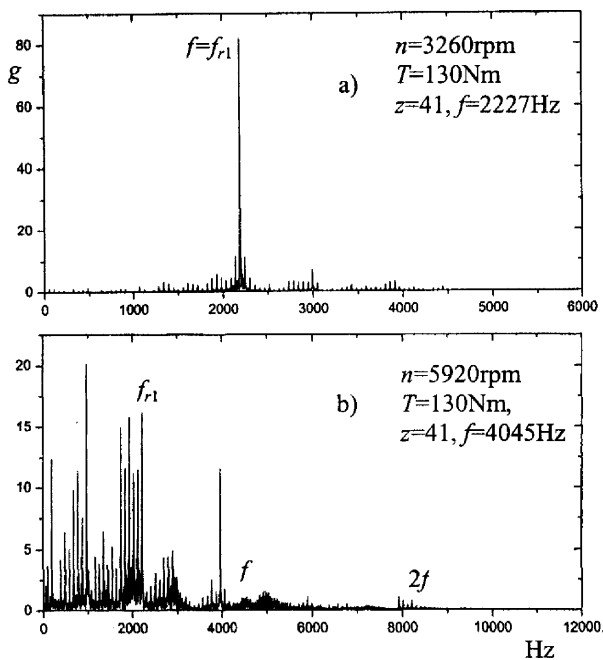 80
60
40
20
0
g
f=fr1
a)
n=3260rpm
T=130Nm
z=41, f=2227Hz
0 1000 2000 3000 4000 5000 6000
20
15
10
5
0
fr1
b)
n=5920rpm
T=130Nm,
z=41, f=4045Hz
f
2f
0 2000 4000 6000 8000 10000 12000.
Hz